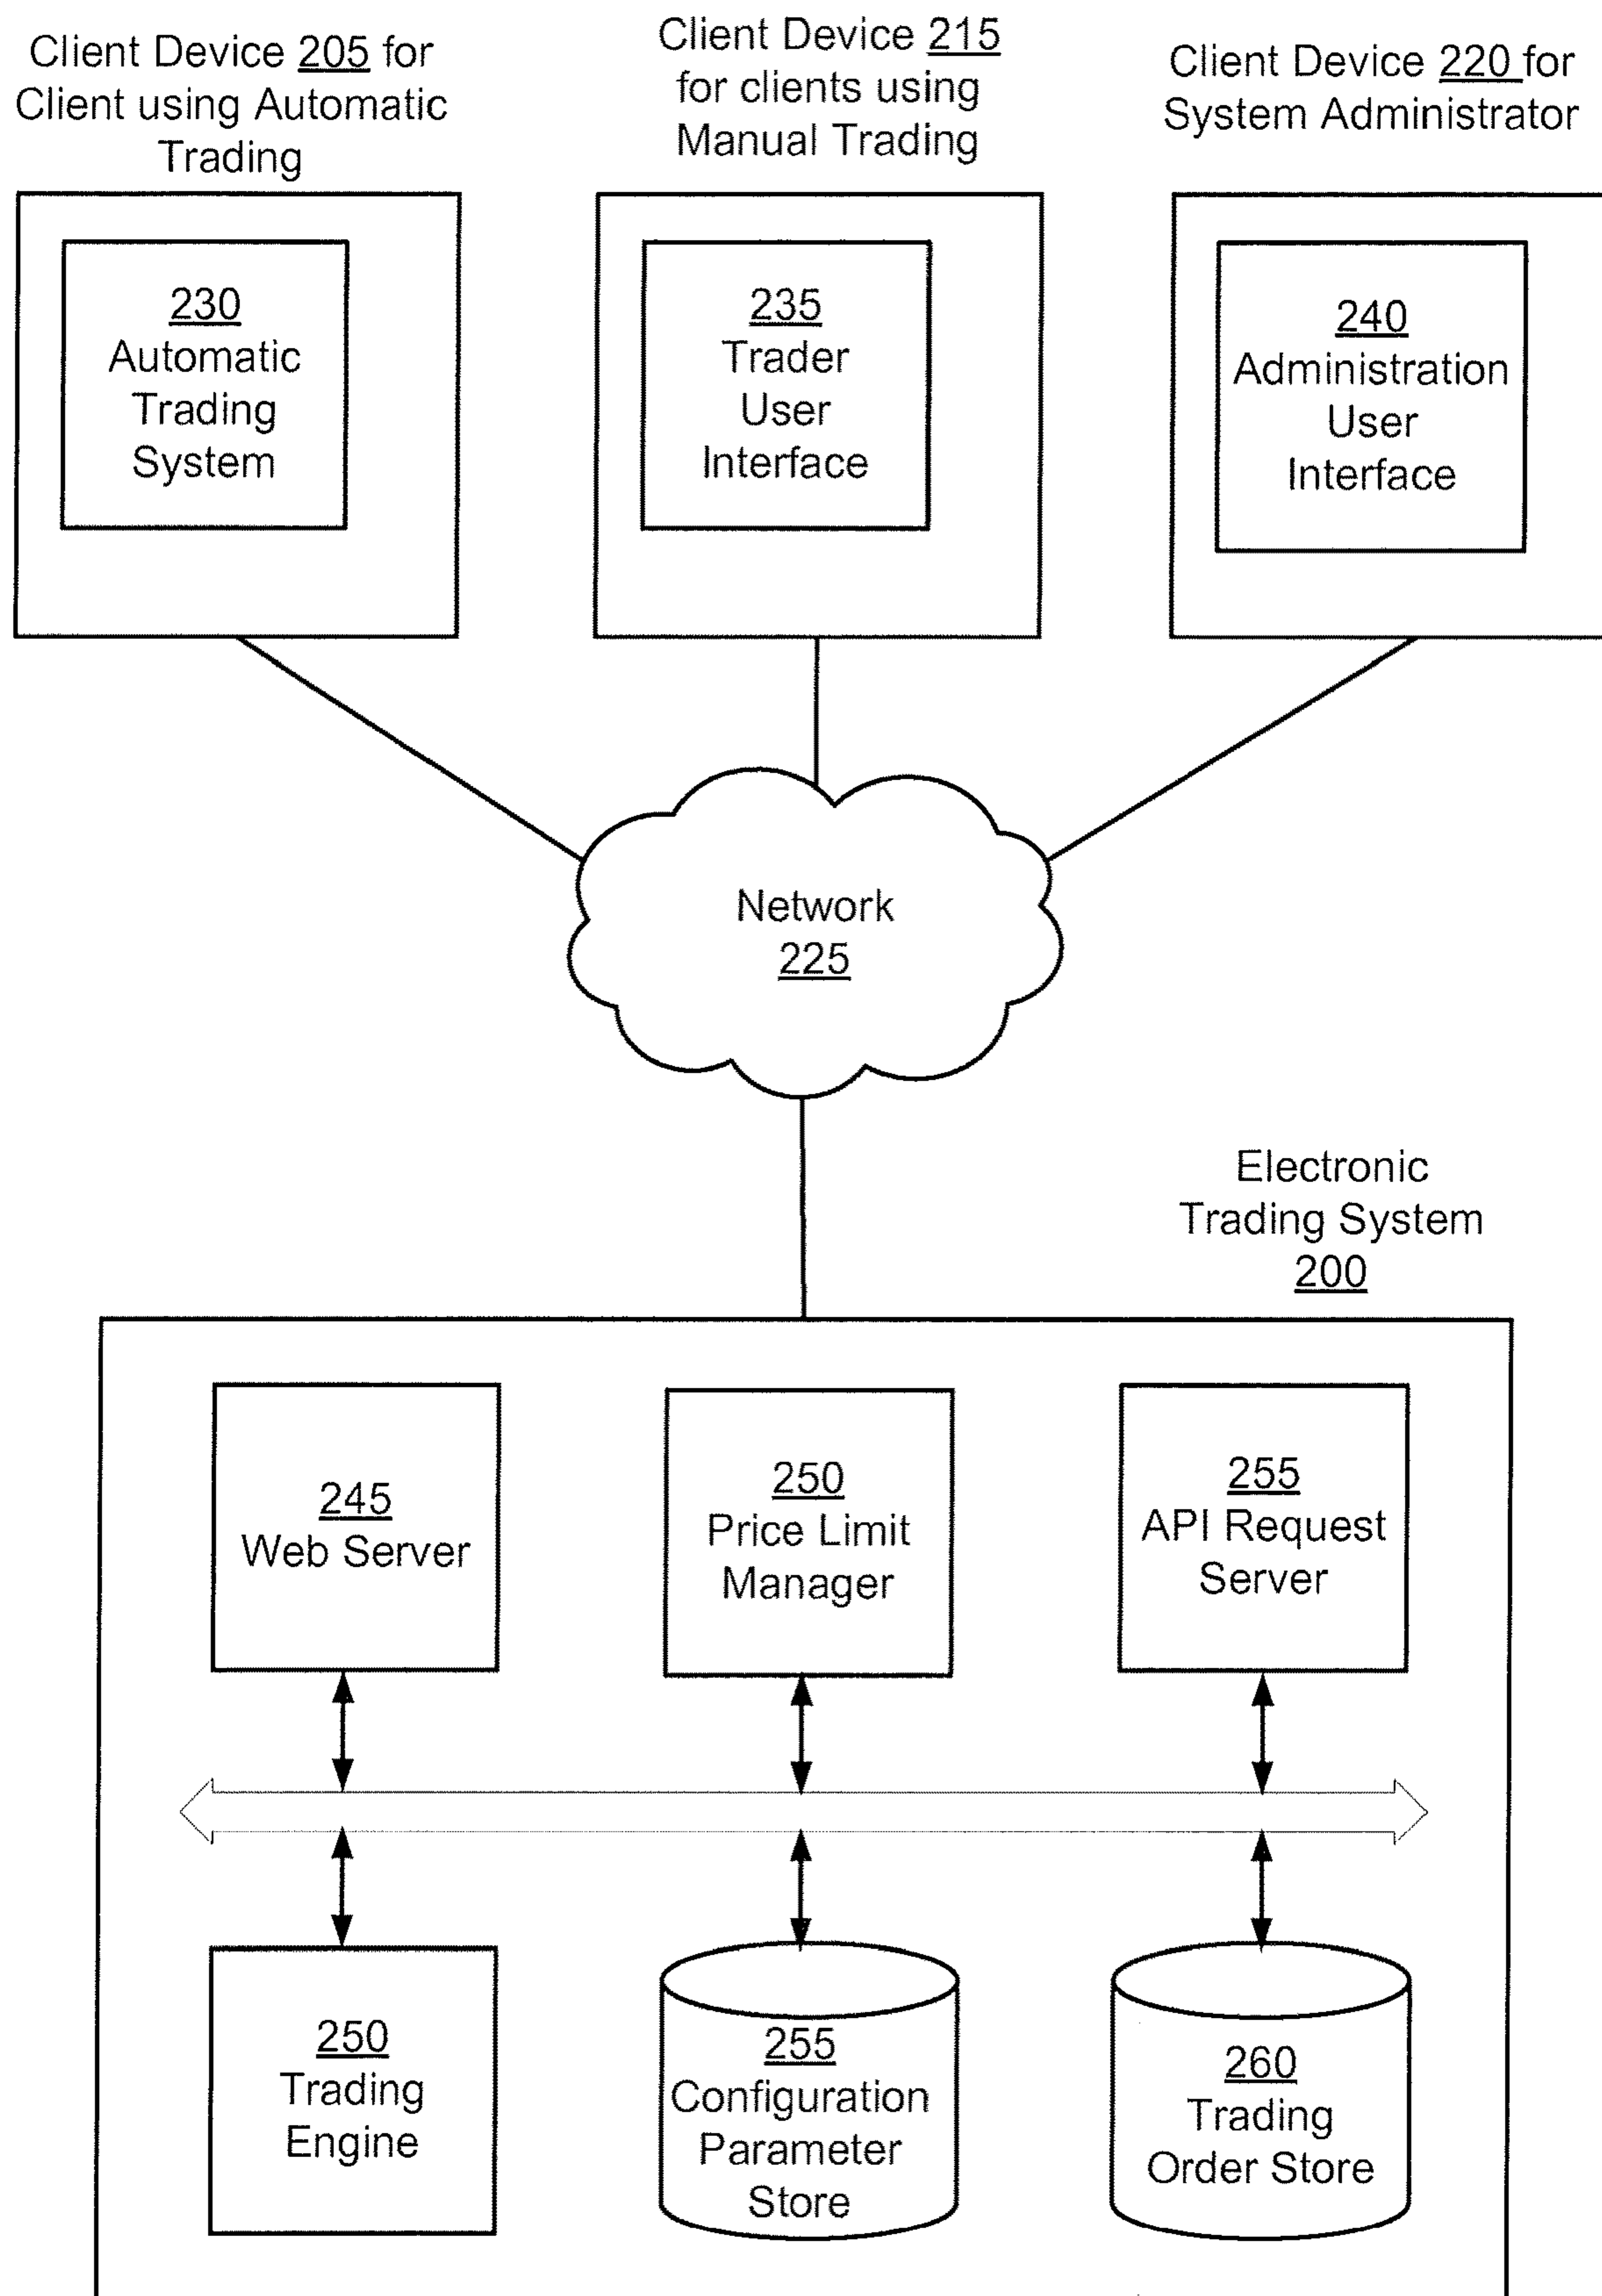 Client Device 205 for
Client using Automatic
Trading
Client Device 215
for clients using
Manual Trading
Client Device 220 for
System Administrator
230
Automatic
Trading
System
235
Trader
User
Interface
240
Administration
User
Interface
Network
225
Electronic
Trading System
200
245
Web Server
250
Price Limit
Manager
255
API Request
Server
250
Trading
Engine
255
Configuration
Parameter
Store
260
Trading
Order Store